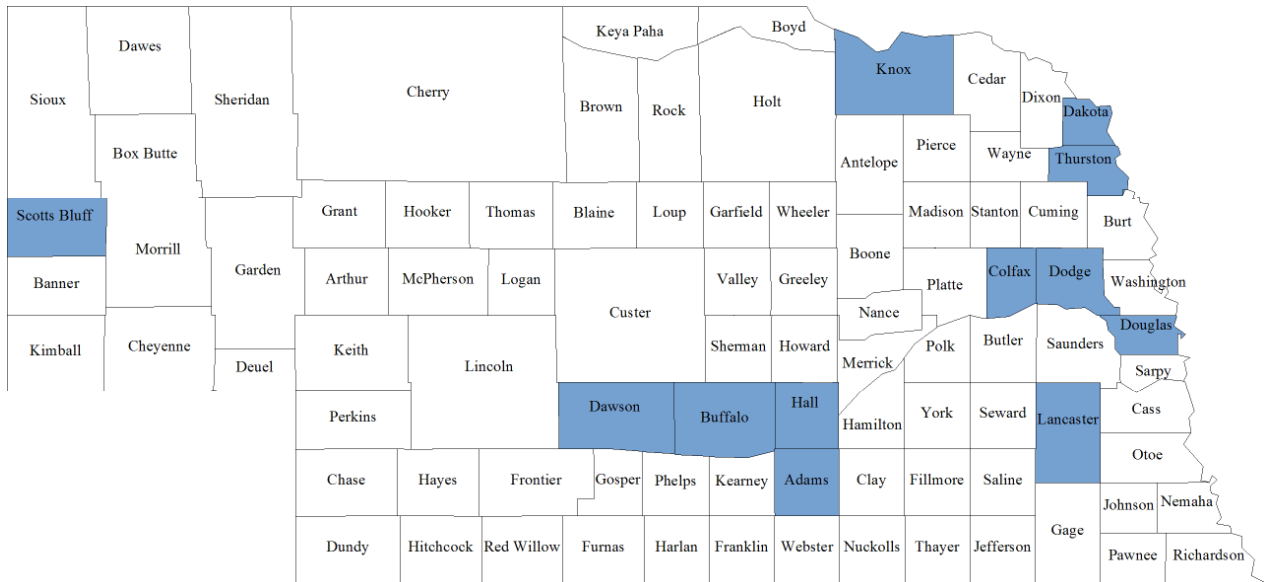 Keya Paha
Boyd
Dawes
Knox
Cedar
Sioux
Sheridan
Cherry
Brown
Rock
Holt
Dixon
Dakota
Box Butte
Antelope
Pierce
Wayne
Thurston
Scotts Bluff
Grant
Hooker
Thomas
Blaine
Loup
Garfield
Wheeler
Madison
Stanton
Cuming
Burt
Morrill
Garden
Boone
Banner
Arthur
McPherson
Logan
Valley
Greeley
Platte
Colfax
Dodge
Washington
Custer
Nance
Kimball
Cheyenne
Deuel
Keith
Lincoln
Sherman
Howard
Merrick
Polk
Butler
Saunders
Douglas
Sarpy
Perkins
Dawson
Buffalo
Hall
Hamilton
York
Seward
Lancaster
Cass
Otoe
Chase
Hayes
Frontier
Gosper
Phelps
Kearney
Adams
Clay
Fillmore
Saline
Johnson
Nemaha
Gage
Dundy
Hitchcock
Red Willow
Furnas
Harlan
Franklin
Webster
Nuckolls
Thayer
Jefferson
Pawnee
Richardson